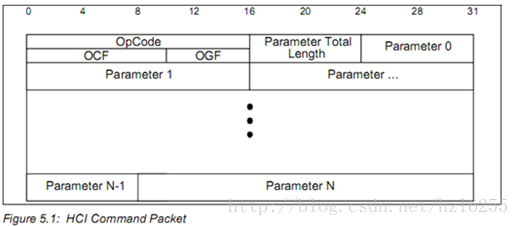 0 4 8 12 16 20 24 28 31
OpCode
Parameter Total Length
Parameter 0
OCF
OGF
Parameter 1
Parameter ...
Parameter N-1
Parameter N
http://blog.csdn.net/hzl6255
Figure 5.1: HCI Command Packet